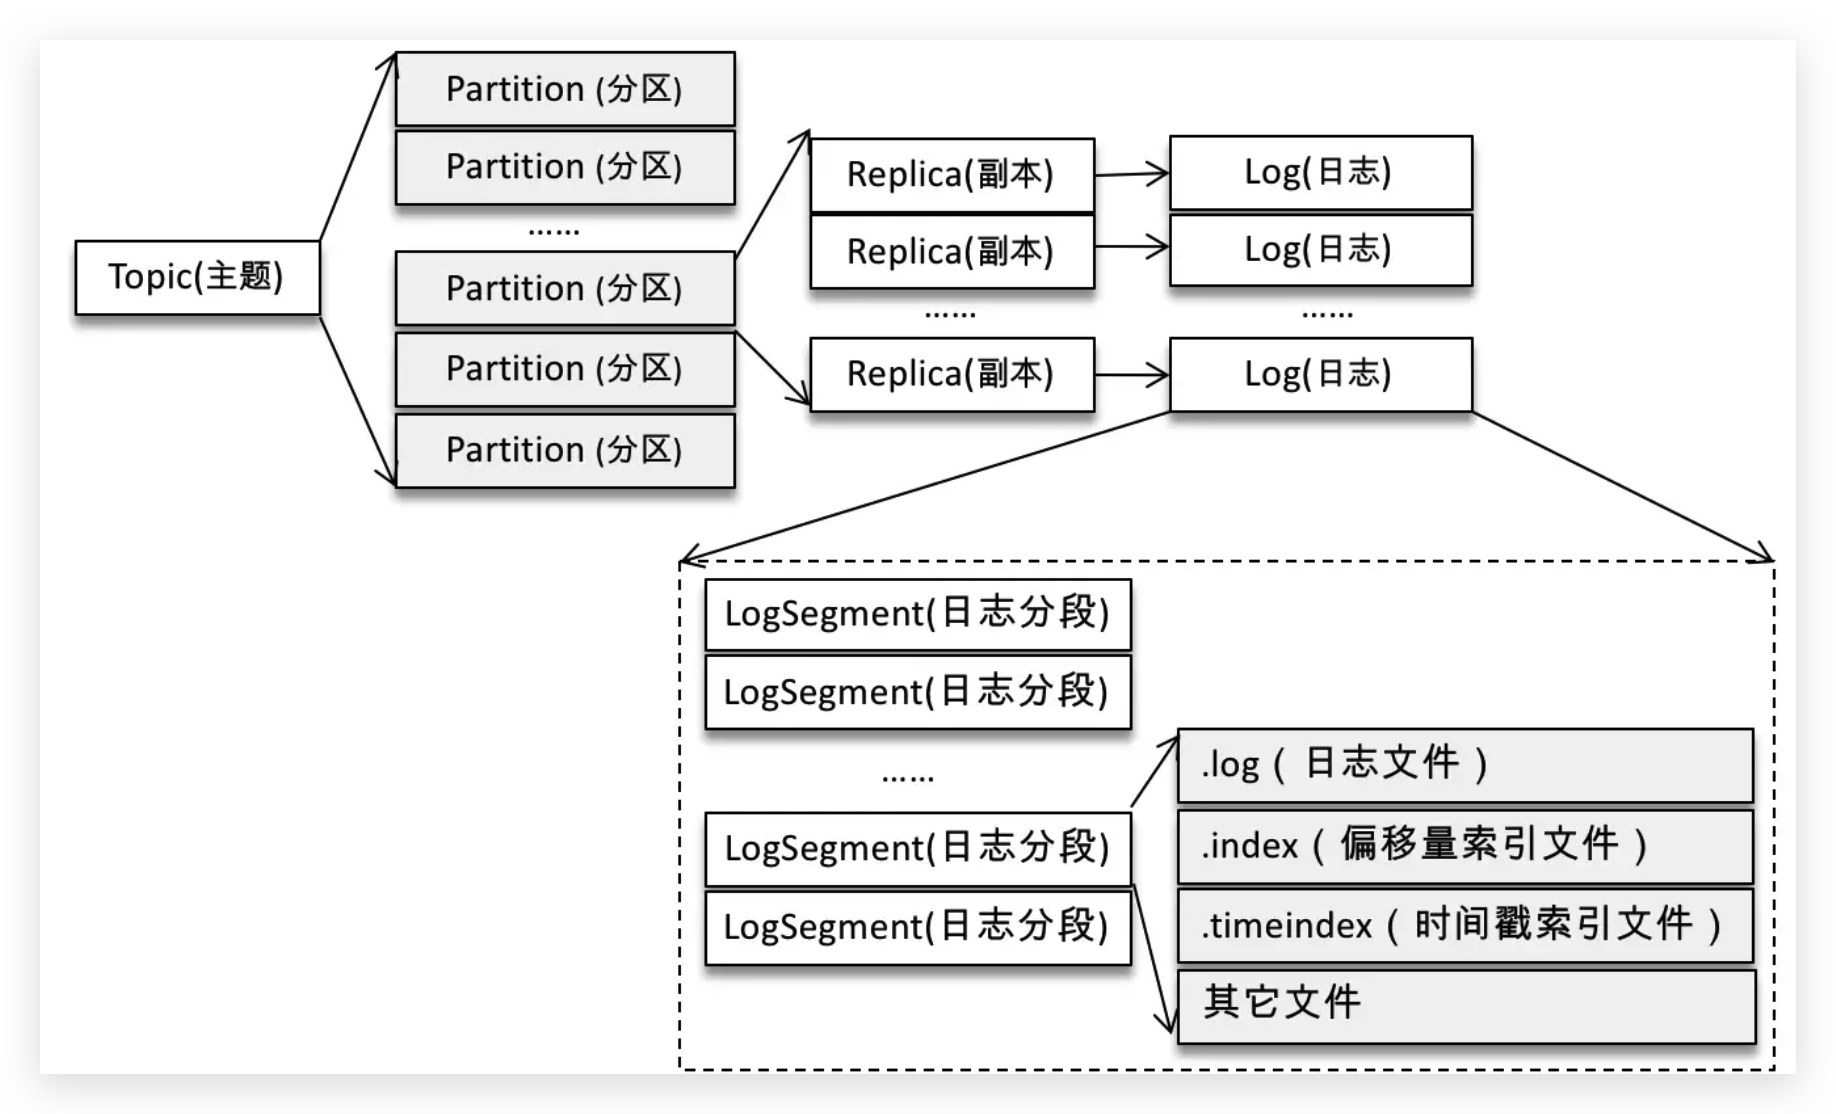 Topic(主题)
Partition (分区)
Partition (分区)
……
Partition (分区)
Partition (分区)
Partition (分区)
Replica(副本)
Replica(副本)
……
Replica(副本)
Log(日志)
Log(日志)
……
Log(日志)
LogSegment(日志分段)
LogSegment(日志分段)
……
LogSegment(日志分段)
LogSegment(日志分段)
.log（日志文件）
.index（偏移量索引文件）
.timeindex（时间戳索引文件）
其它文件